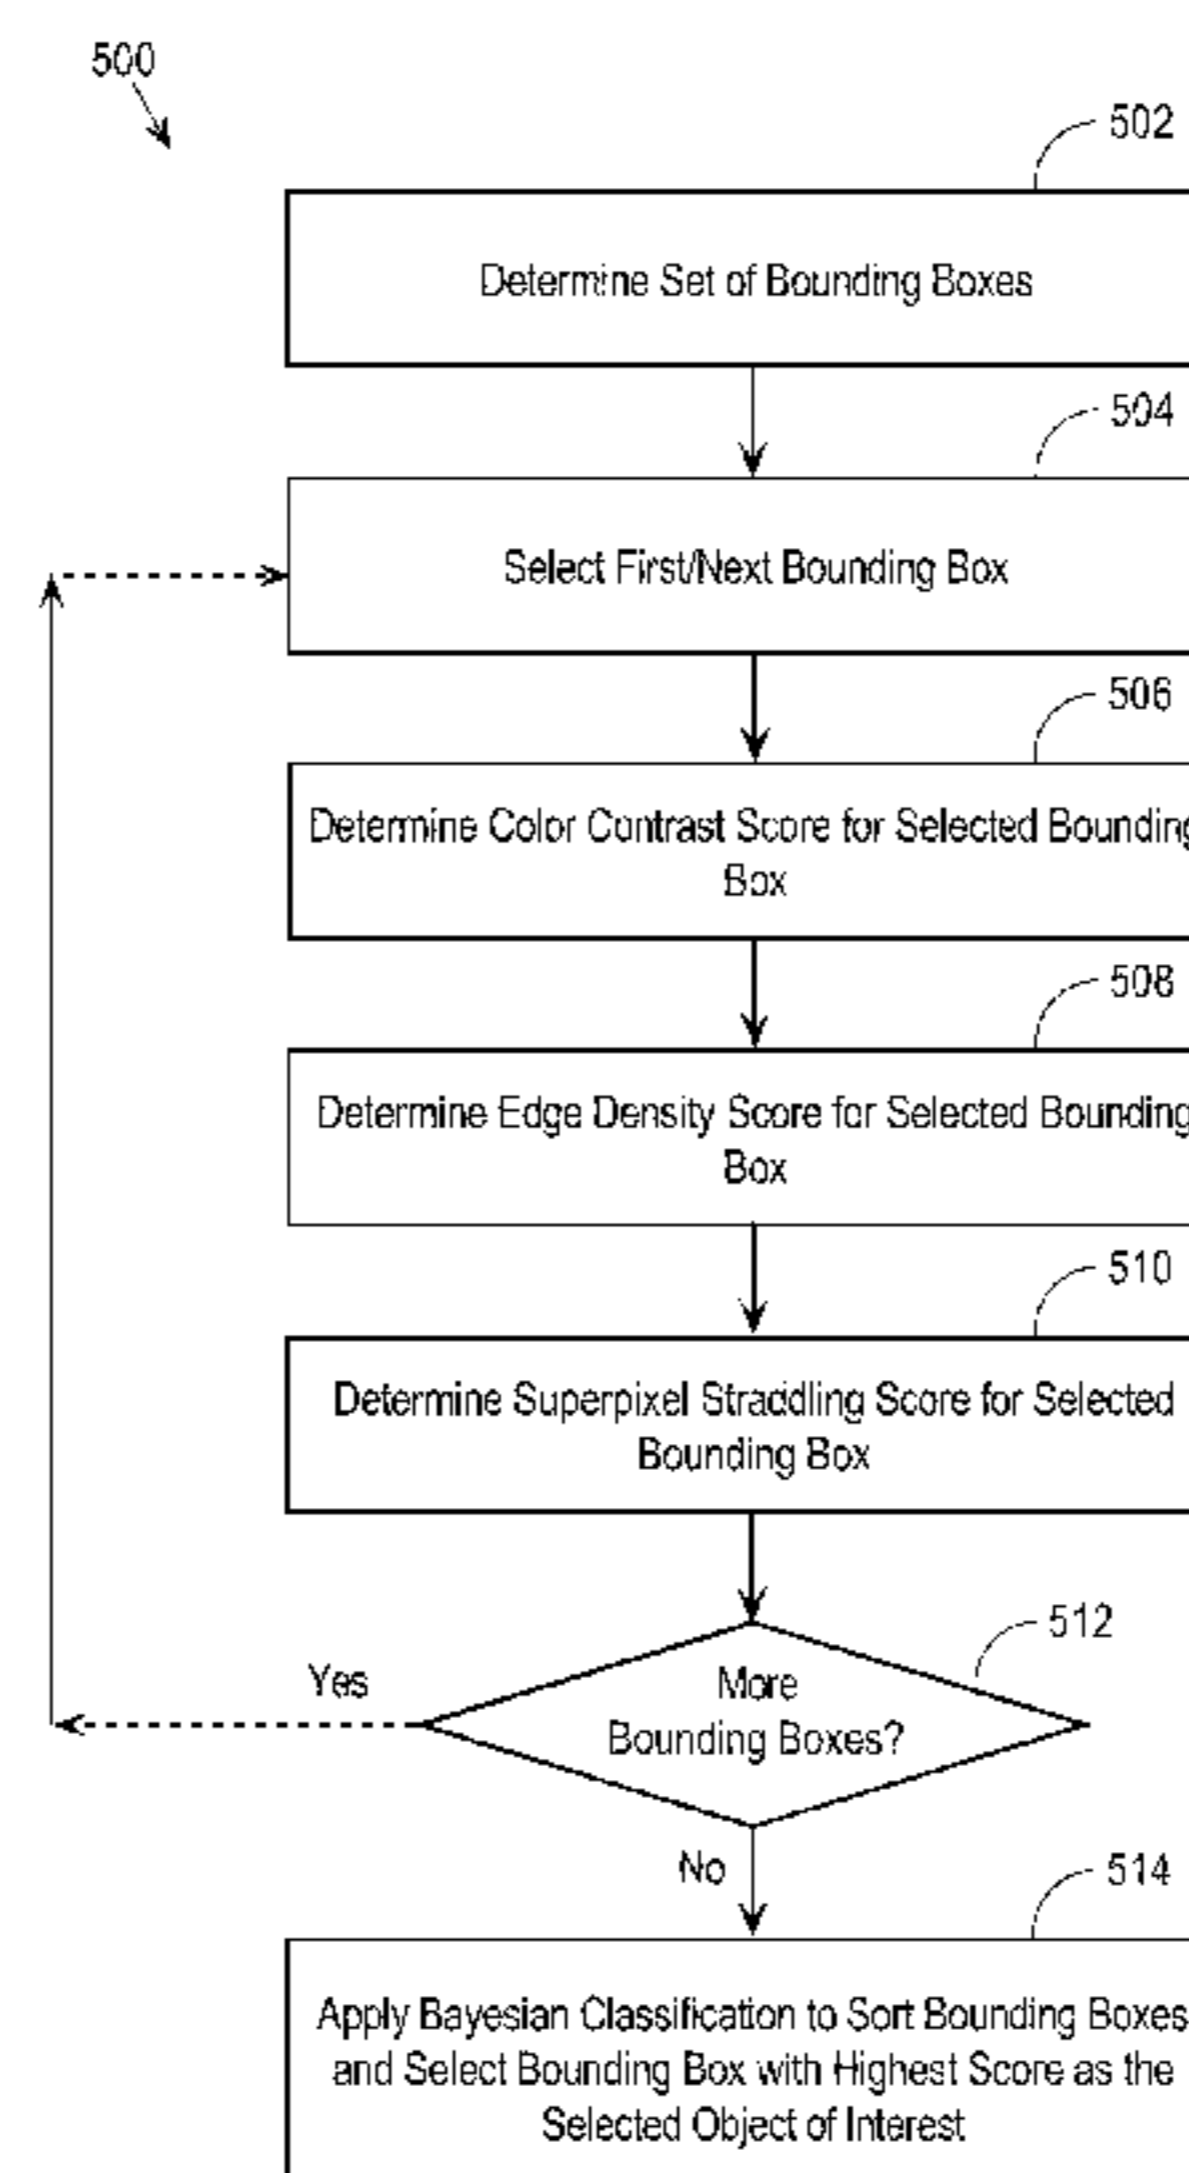 500
502
Determine Set of Bounding Boxes
504
Select First/Next Bounding Box
506
Determine Color Contrast Score for Selected Bounding
Box
508
Determine Edge Density Score for Selected Bounding
Box
510
Determine Superpixel Straddling Score for Selected
Bounding Box
512
Yes
More
Bounding Boxes?
No
514
Apply Bayesian Classification to Sort Bounding Boxes
and Select Bounding Box with Highest Score as the
Selected Object of Interest